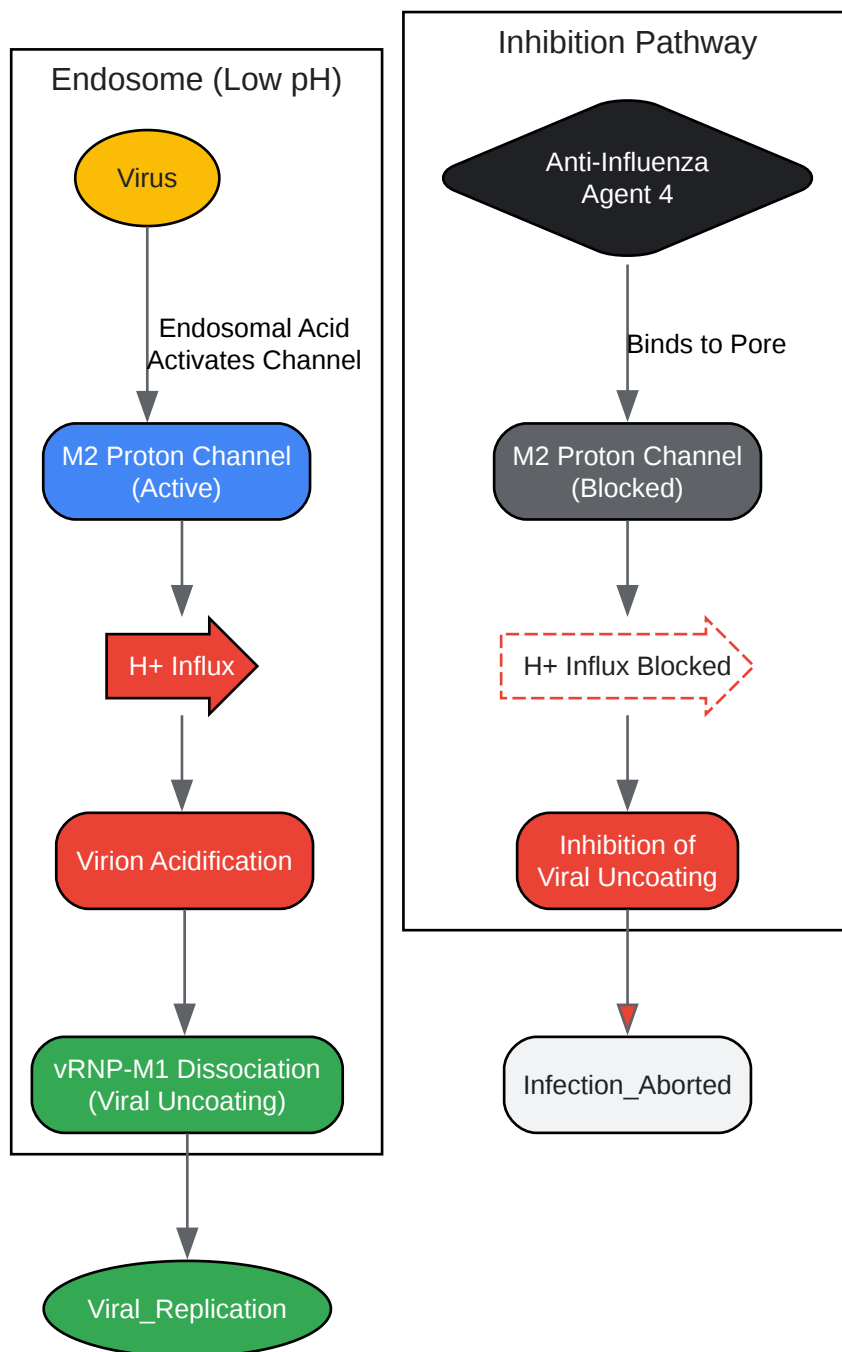 Endosome (Low pH)
Virus
Endosomal Acid
Activates Channel
M2 Proton Channel
(Active)
H+ Influx
Virion Acidification
vRNP-M1 Dissociation
(Viral Uncoating)
Viral_Replication
Inhibition Pathway
Anti-Influenza
Agent 4
Binds to Pore
M2 Proton Channel
(Blocked)
H+ Influx Blocked
Inhibition of
Viral Uncoating
Infection_Aborted